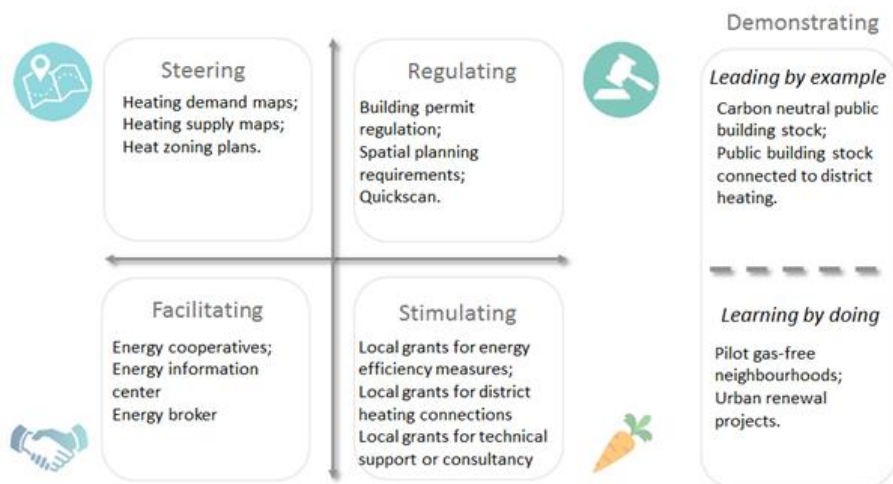 Steering
Heating demand maps;
Heating supply maps;
Heat zoning plans.
Regulating
Building permit
regulation;
Spatial planning
requirements;
Quickscan.
Facilitating
Energy cooperatives;
Energy information
center
Energy broker
Stimulating
Local grants for energy
efficiency measures;
Local grants for district
heating connections
Local grants for technical
support or consultancy
Demonstrating
Leading by example
Carbon neutral public
building stock;
Public building stock
connected to district
heating.
Learning by doing
Pilot gas-free
neighbourhoods;
Urban renewal
projects.